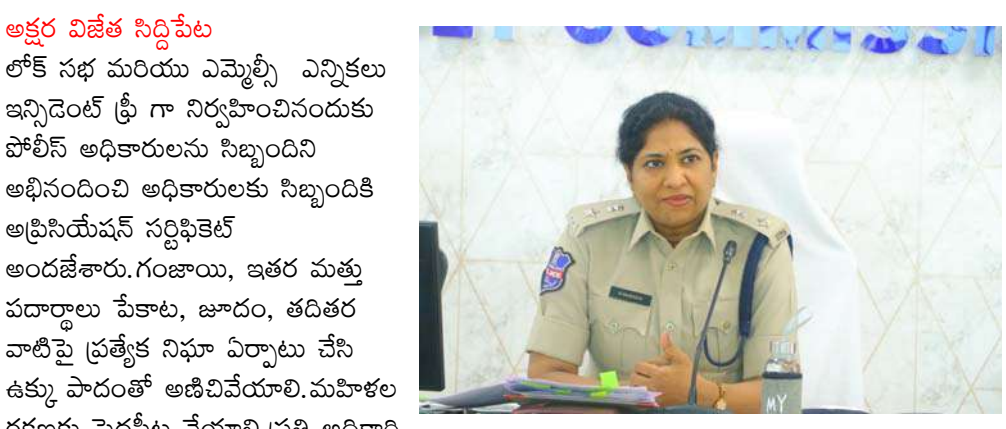 అక్షర విజేత సిద్దిపేట
లోక్ సభ మరియు ఎమ్మెల్సీ ఎన్నికలు
ఇన్సిడెంట్ ఫ్రీ గా నిర్వహించినందుకు
పోలీస్ అధికారులను సిబ్బందిని
అభినందించి అధికారులకు సిబ్బందికి
అప్రిసియేషన్ సర్టిఫికెట్
అందజేశారు.గంజాయి, ఇతర మత్తు
పదార్థాలు పేకాట, జూదం, తదితర
వాటిపై ప్రత్యేక నిఘా ఏర్పాటు చేసి
ఉక్కు పాదంతో అణిచివేయాలి.మహిళల
MY